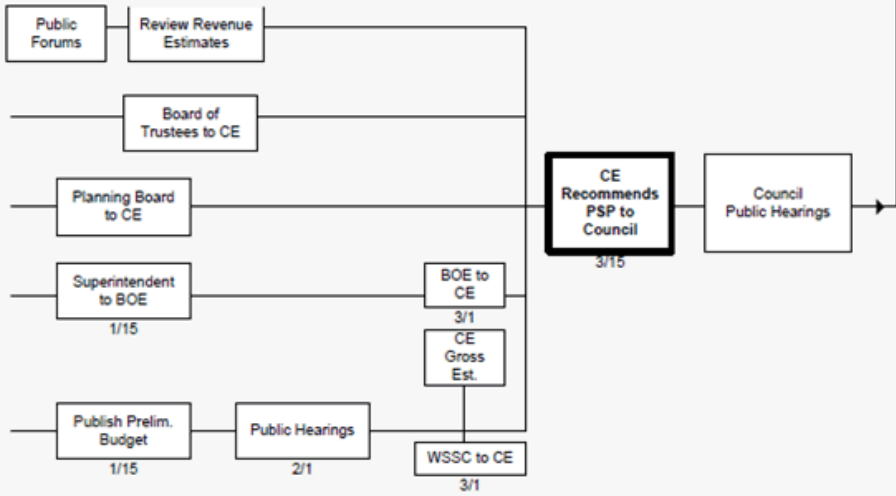 Public
Forums
Review Revenue
Estimates
Board of
Trustees to CE
Planning Board
to CE
CE
Recommends
PSP to
Council
3/15
Council
Public Hearings
Superintendent
to BOE
1/15
BOE to
CE
3/1
CE
Gross
Est.
Publish Prelim.
Budget
1/15
Public Hearings
2/1
WSSC to CE
3/1